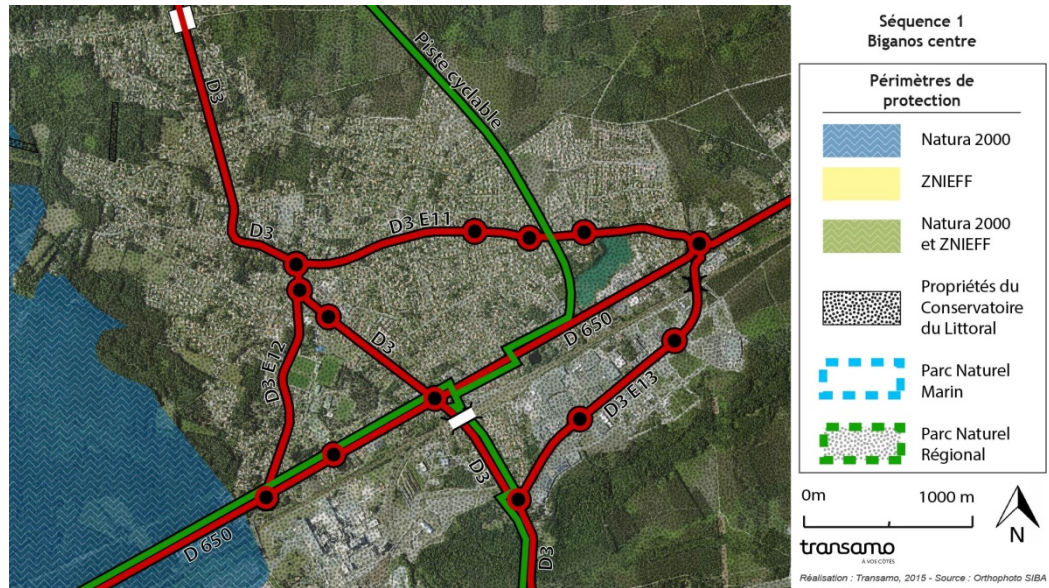 D3
Piste cyclable
D3
D3 E11
D3 E12
D3
D 650
D3 E13
D3
D 650
D3
Séquence 1
Biganos centre
Périmètres de
protection
Natura 2000
ZNIEFF
Natura 2000
et ZNIEFF
Propriétés du
Conservatoire
du Littoral
Parc Naturel
Marin
Parc Naturel
Régional
0m 1000 m
N
transamo
À VOS CÔTÉS
Réalisation : Transamo, 2015 - Source : Orthophoto SIBA